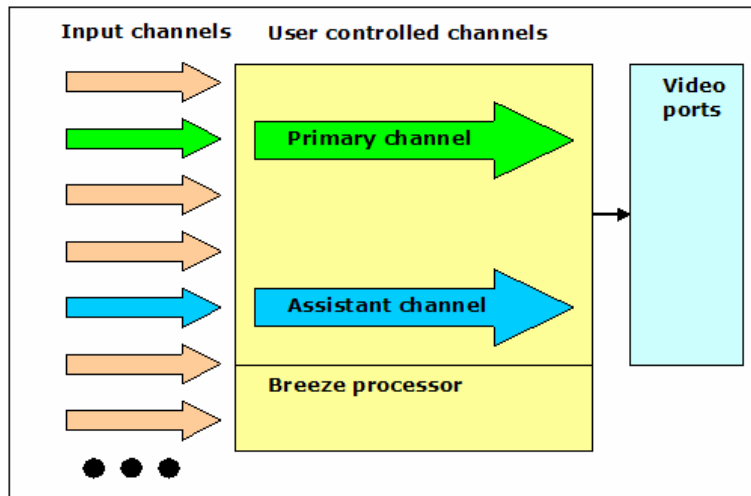 Input channels
User controlled channels
Video
ports
Primary channel
Assistant channel
Breeze processor